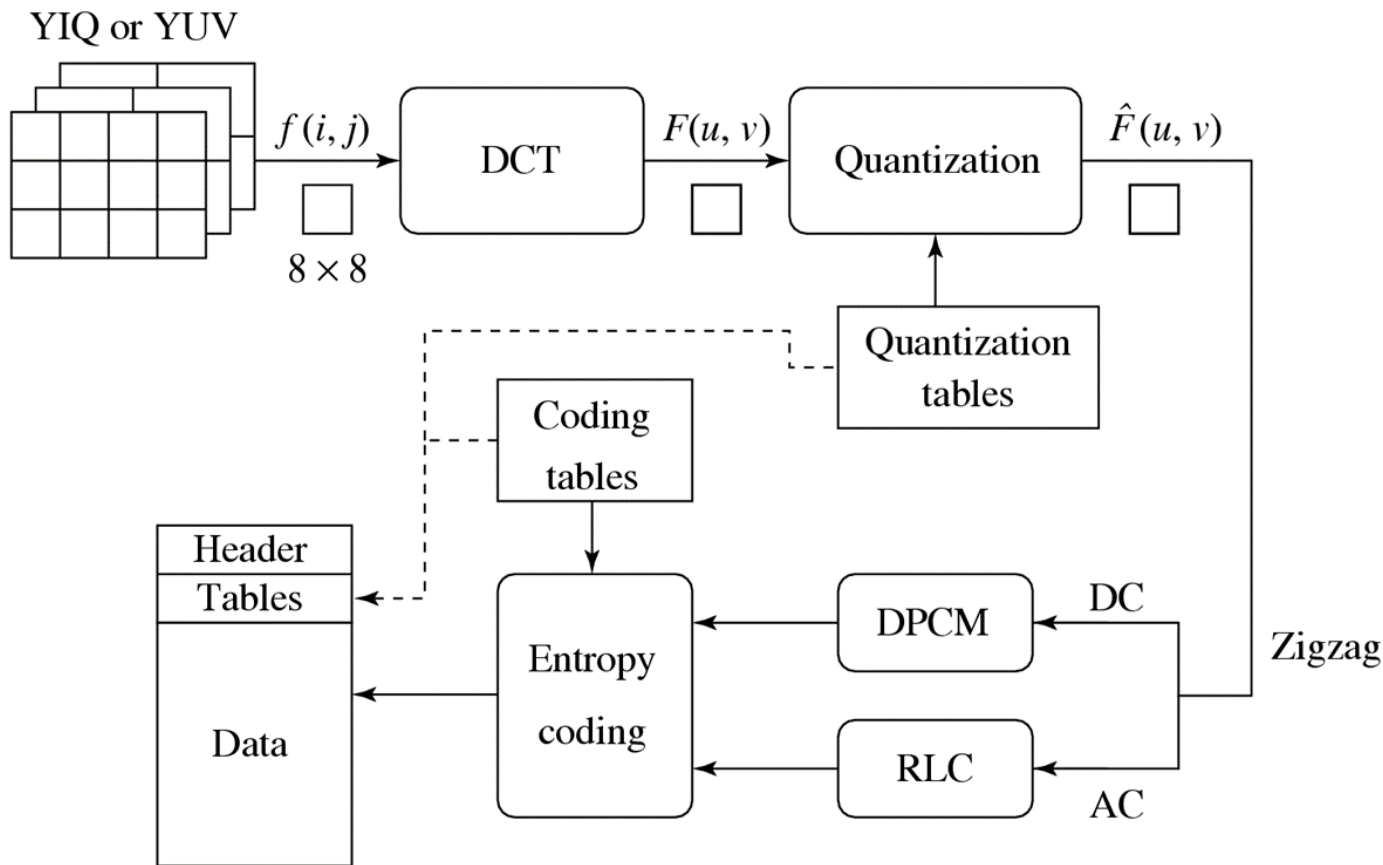 YIQ or YUV
f(i, j)
8 × 8
DCT
F(u, v)
Quantization
F̂(u, v)
Quantization
tables
Coding
tables
Header
Tables
Data
Entropy
coding
DPCM
DC
Zigzag
RLC
AC